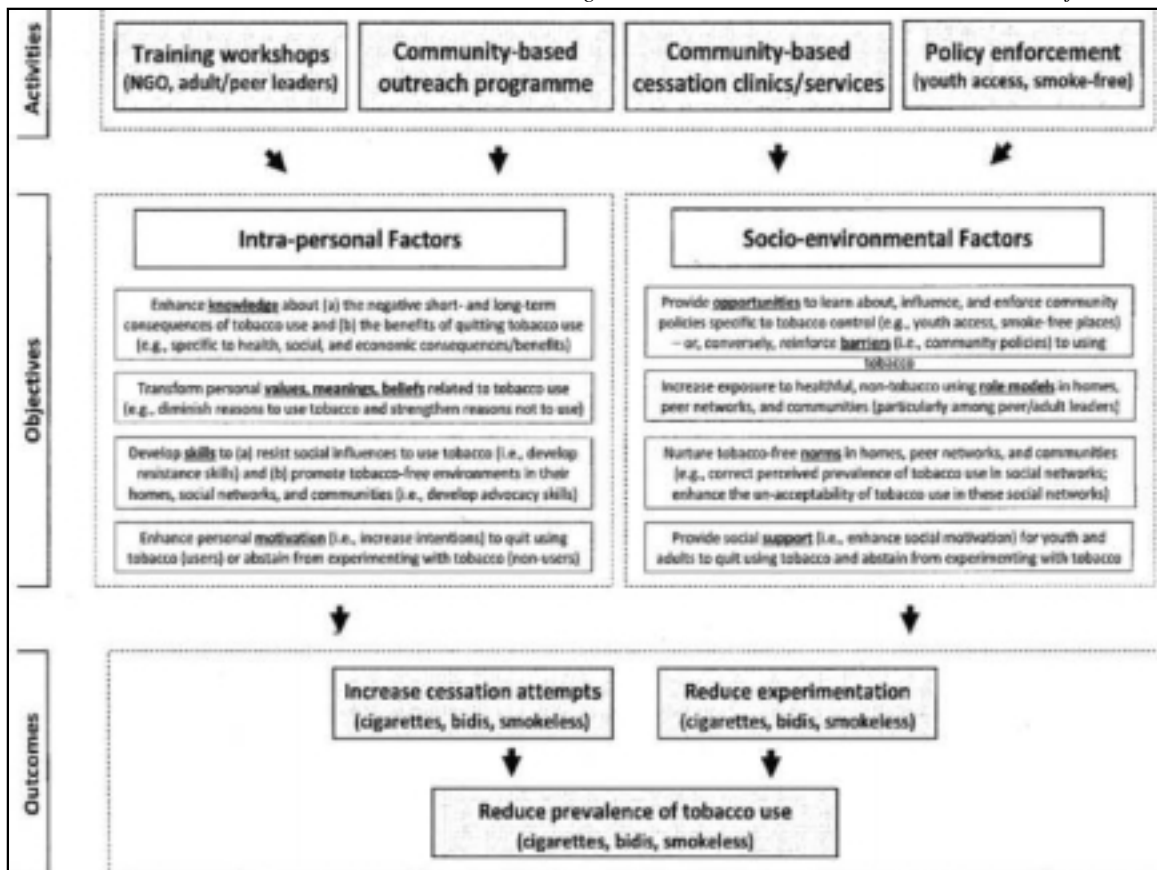 Activities
Training workshops
(NGO, adult/peer leaders)
Community-based
outreach programme
Community-based
cessation clinics/services
Policy enforcement
(youth access, smoke-free)
Objectives
Intra-personal Factors
Enhance knowledge about (a) the negative short- and long-term
consequences of tobacco use and (b) the benefits of quitting tobacco use
(e.g., specific to health, social, and economic consequences/benefits)
Transform personal values, meanings, beliefs related to tobacco use
(e.g., diminish reasons to use tobacco and strengthen reasons not to use)
Develop skills to (a) resist social influences to use tobacco (i.e., develop
resistance skills) and (b) promote tobacco-free environments in their
homes, social networks, and communities (i.e., develop advocacy skills)
Enhance personal motivation (i.e., increase intentions) to quit using
tobacco (users) or abstain from experimenting with tobacco (non-users)
Socio-environmental Factors
Provide opportunities to learn about, influence, and enforce community
policies specific to tobacco control (e.g., youth access, smoke-free places)
– or, conversely, reinforce barriers (i.e., community policies) to using
tobacco
Increase exposure to healthful, non-tobacco using role models in homes,
peer networks, and communities (particularly among peer/adult leaders)
Nurture tobacco-free norms in homes, peer networks, and communities
(e.g., correct perceived prevalence of tobacco use in social networks;
enhance the un-acceptability of tobacco use in these social networks)
Provide social support (i.e., enhance social motivation) for youth and
adults to quit using tobacco and abstain from experimenting with tobacco
Outcomes
Increase cessation attempts
(cigarettes, bidis, smokeless)
Reduce experimentation
(cigarettes, bidis, smokeless)
Reduce prevalence of tobacco use
(cigarettes, bidis, smokeless)